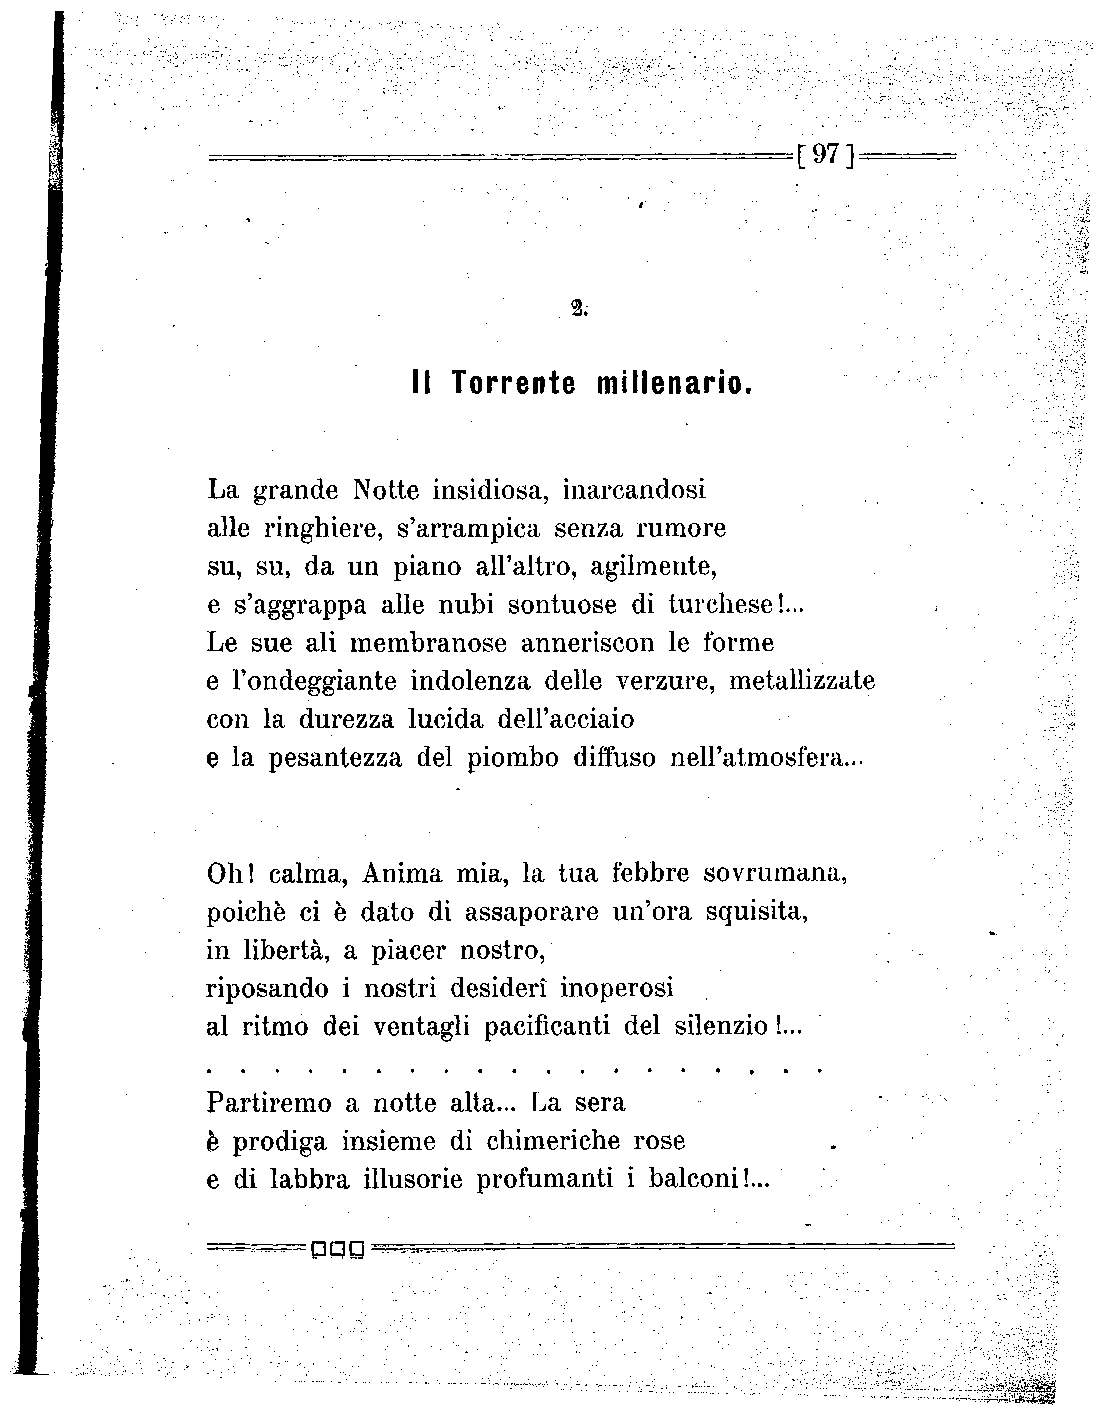 [ 97 ]
2.
Il Torrente millenario.
La grande Notte insidiosa, inarcandosi
alle ringhiere, s'arrampica senza rumore
su, su, da un piano all'altro, agilmente,
e s'aggrappa alle nubi sontuose di turchese!...
Le sue ali membranose anneriscon le forme
e l'ondeggiante indolenza delle verzure, metallizzate
con la durezza lucida dell'acciaio
e la pesantezza del piombo diffuso nell'atmosfera...
Oh! calma, Anima mia, la tua febbre sovrumana,
poichè ci è dato di assaporare un'ora squisita,
in libertà, a piacer nostro,
riposando i nostri desiderî inoperosi
al ritmo dei ventagli pacificanti del silenzio!...
. . . . . . . . . . . . . . . . . . .
Partiremo a notte alta... La sera
è prodiga insieme di chimeriche rose
e di labbra illusorie profumanti i balconi!...